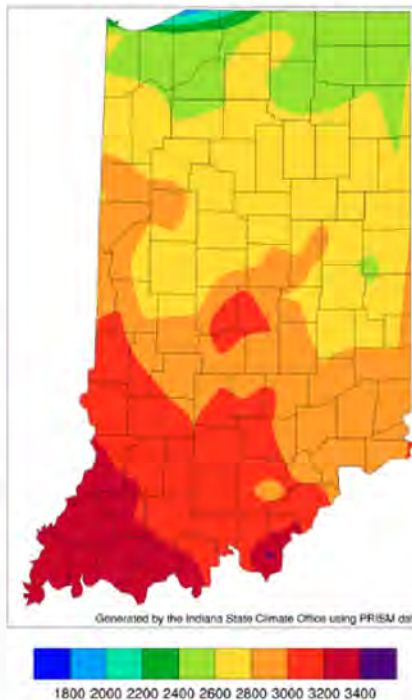 Generated by the Indiana State Climate Office using PRISM dat
1800 2000 2200 2400 2600 2800 3000 3200 3400